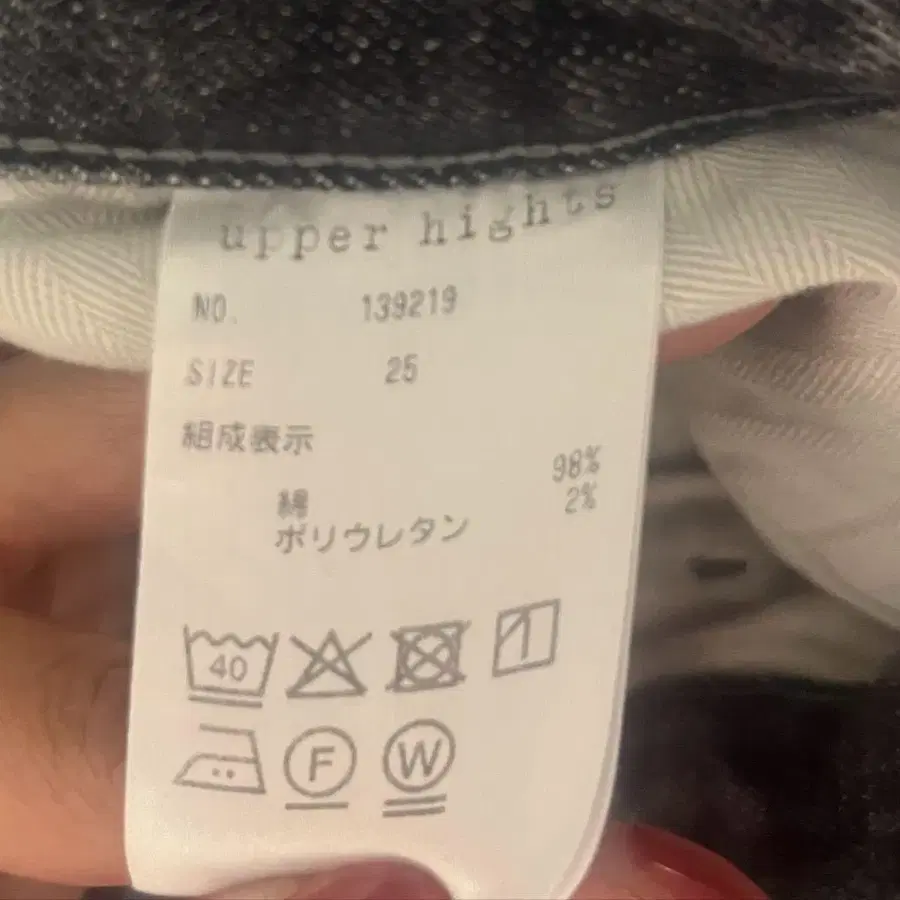 upper hights
NO. 139219
SIZE 25
組成表示
綿 98%
ポリウレタン 2%
40
F W